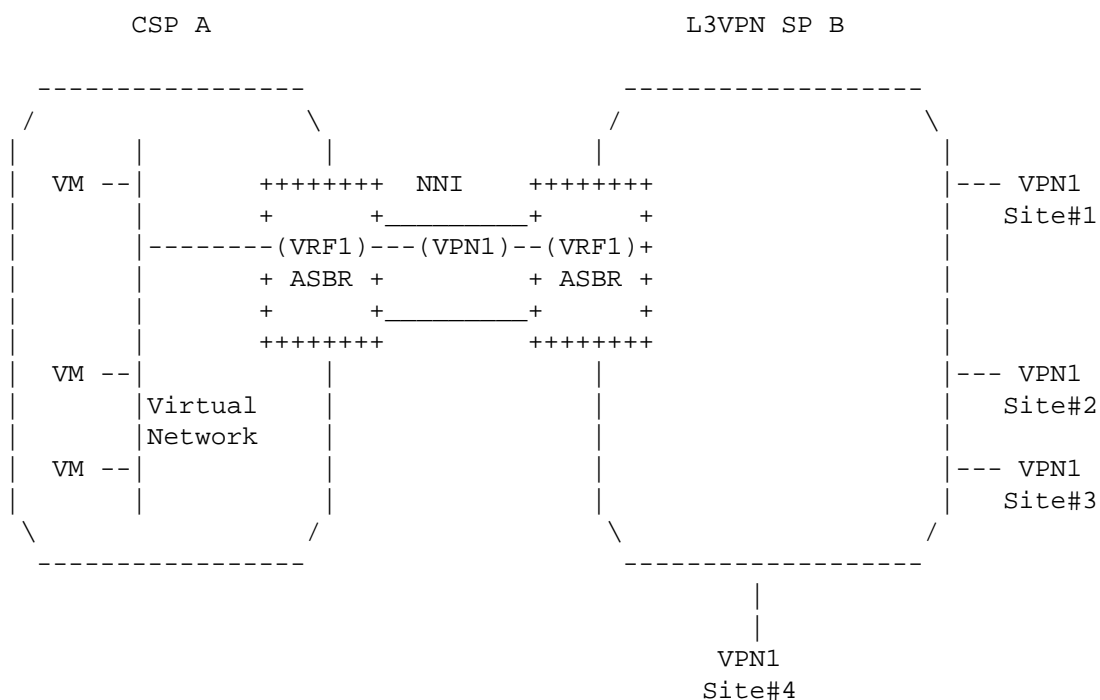 CSP A L3VPN SP B
VM NNI VPN1
Site#1
(VRF1) (VPN1) (VRF1)
ASBR ASBR
VM VPN1
Virtual Site#2
Network
VM VPN1
Site#3
VPN1
Site#4